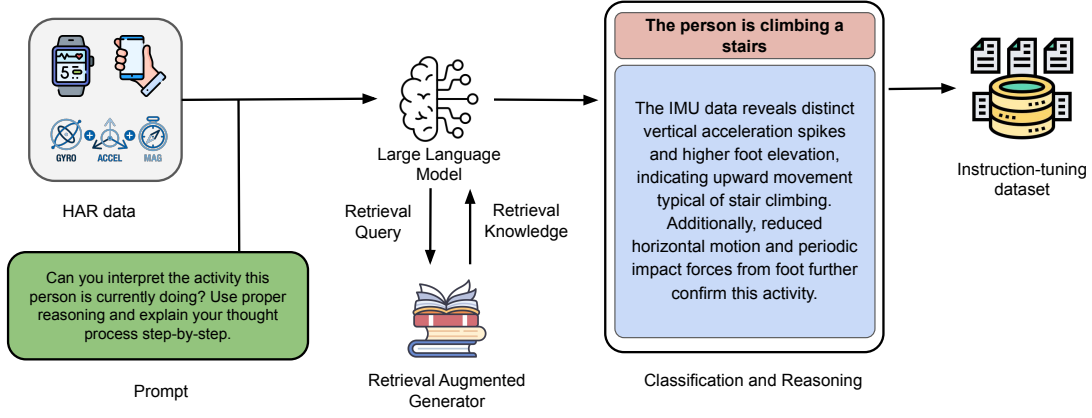 5
GYRO
ACCEL
MAG
HAR data
Can you interpret the activity this
person is currently doing? Use proper
reasoning and explain your thought
process step-by-step.
Prompt
Large Language
Model
Retrieval
Query
Retrieval
Knowledge
Retrieval Augmented
Generator
The person is climbing a
stairs
The IMU data reveals distinct
vertical acceleration spikes
and higher foot elevation,
indicating upward movement
typical of stair climbing.
Additionally, reduced
horizontal motion and periodic
impact forces from foot further
confirm this activity.
Classification and Reasoning
Instruction-tuning
dataset